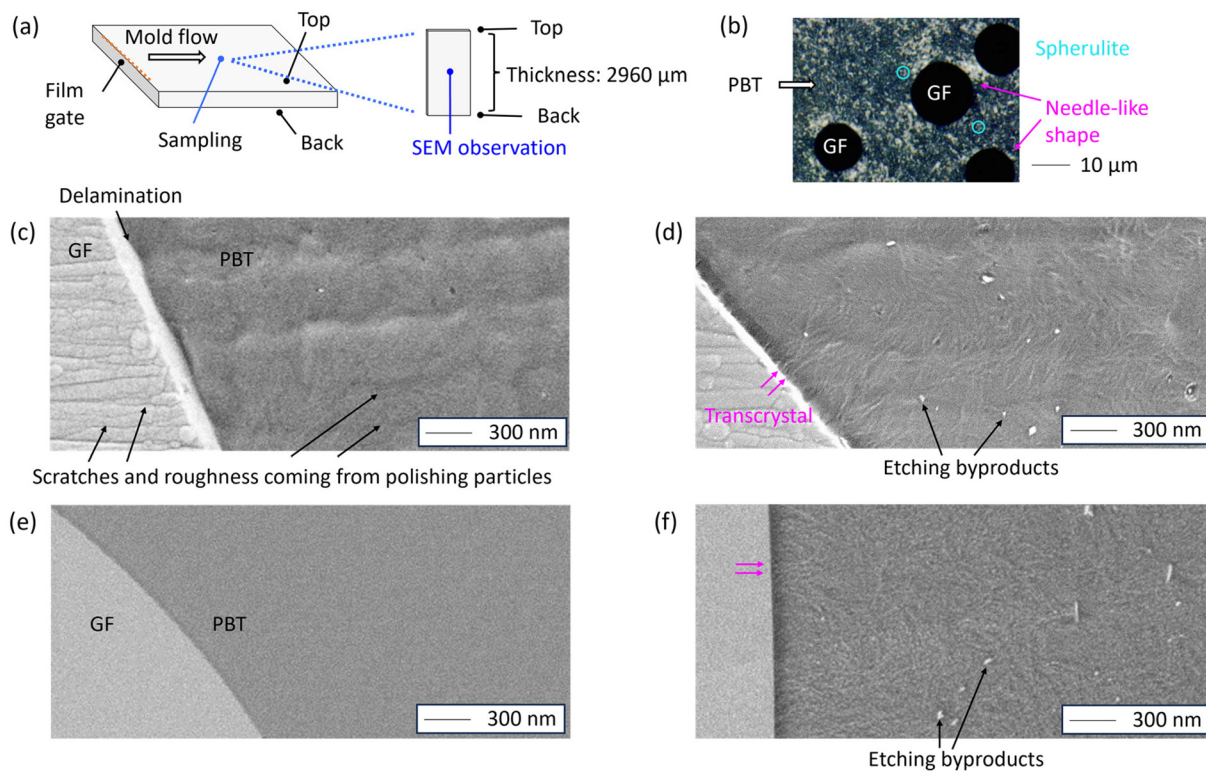 (a)
Mold flow
Top
Film
gate
Sampling
Back
Top
Thickness: 2960 μm
Back
SEM observation
(b)
PBT
GF
GF
Spherulite
Needle-like
shape
10 μm
Delamination
(c)
GF
PBT
300 nm
Scratches and roughness coming from polishing particles
(d)
Transcrystal
300 nm
Etching byproducts
(e)
GF
PBT
300 nm
(f)
300 nm
Etching byproducts